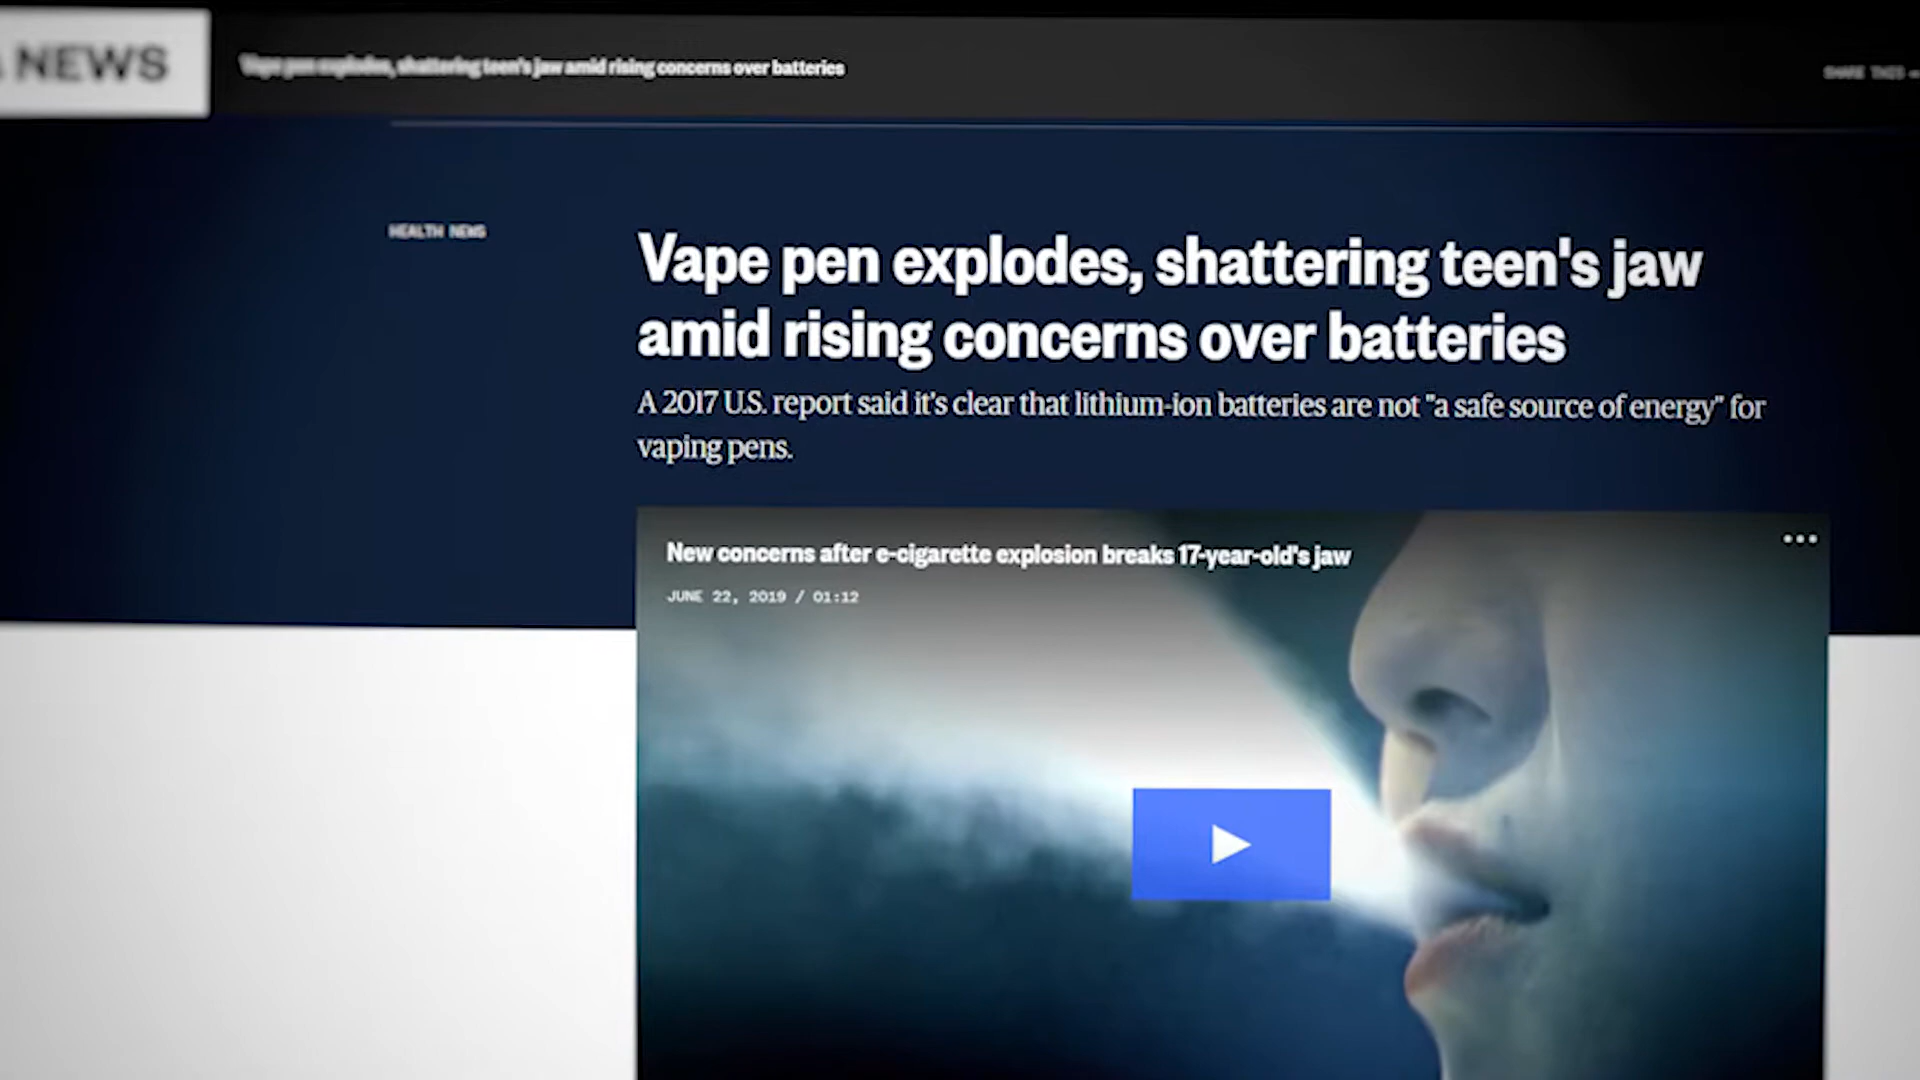 NEWS
Vape pen explodes, shattering teen's jaw amid rising concerns over batteries
SHARE THIS —
HEALTH NEWS
Vape pen explodes, shattering teen's jaw
amid rising concerns over batteries
A 2017 U.S. report said it's clear that lithium-ion batteries are not "a safe source of energy" for
vaping pens.
New concerns after e-cigarette explosion breaks 17-year-old's jaw
JUNE 22, 2019 / 01:12